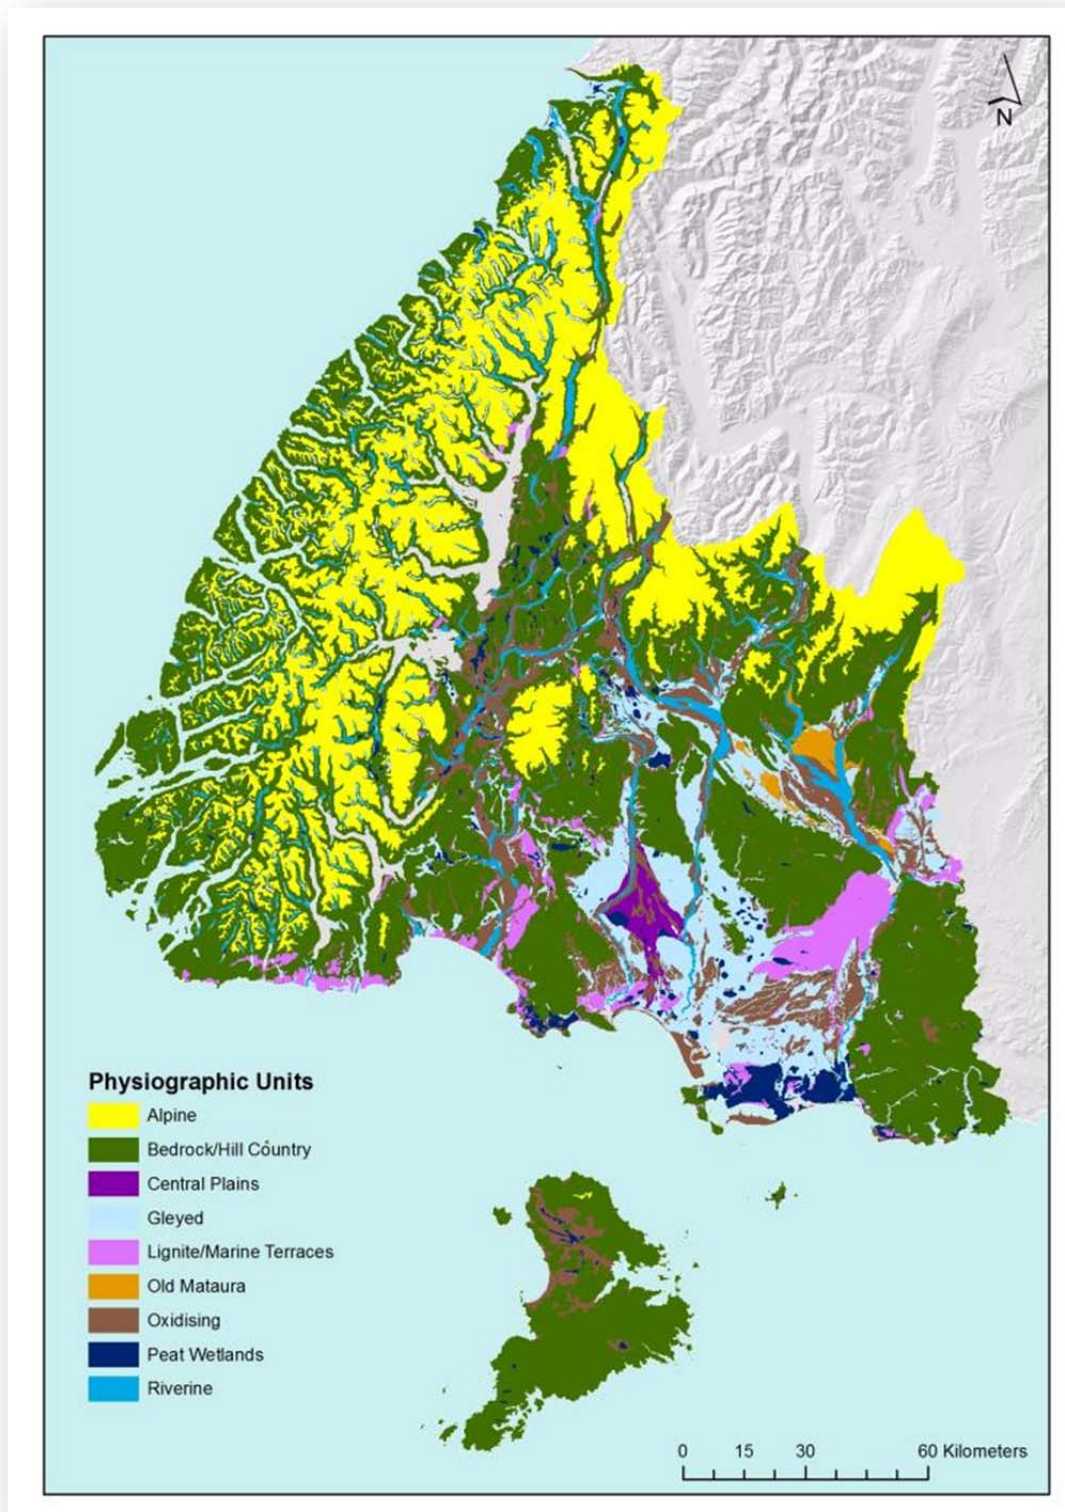 N
Physiographic Units
Alpine
Bedrock/Hill Country
Central Plains
Gleyed
Lignite/Marine Terraces
Old Mataura
Oxidising
Peat Wetlands
Riverine
0 15 30 60 Kilometers